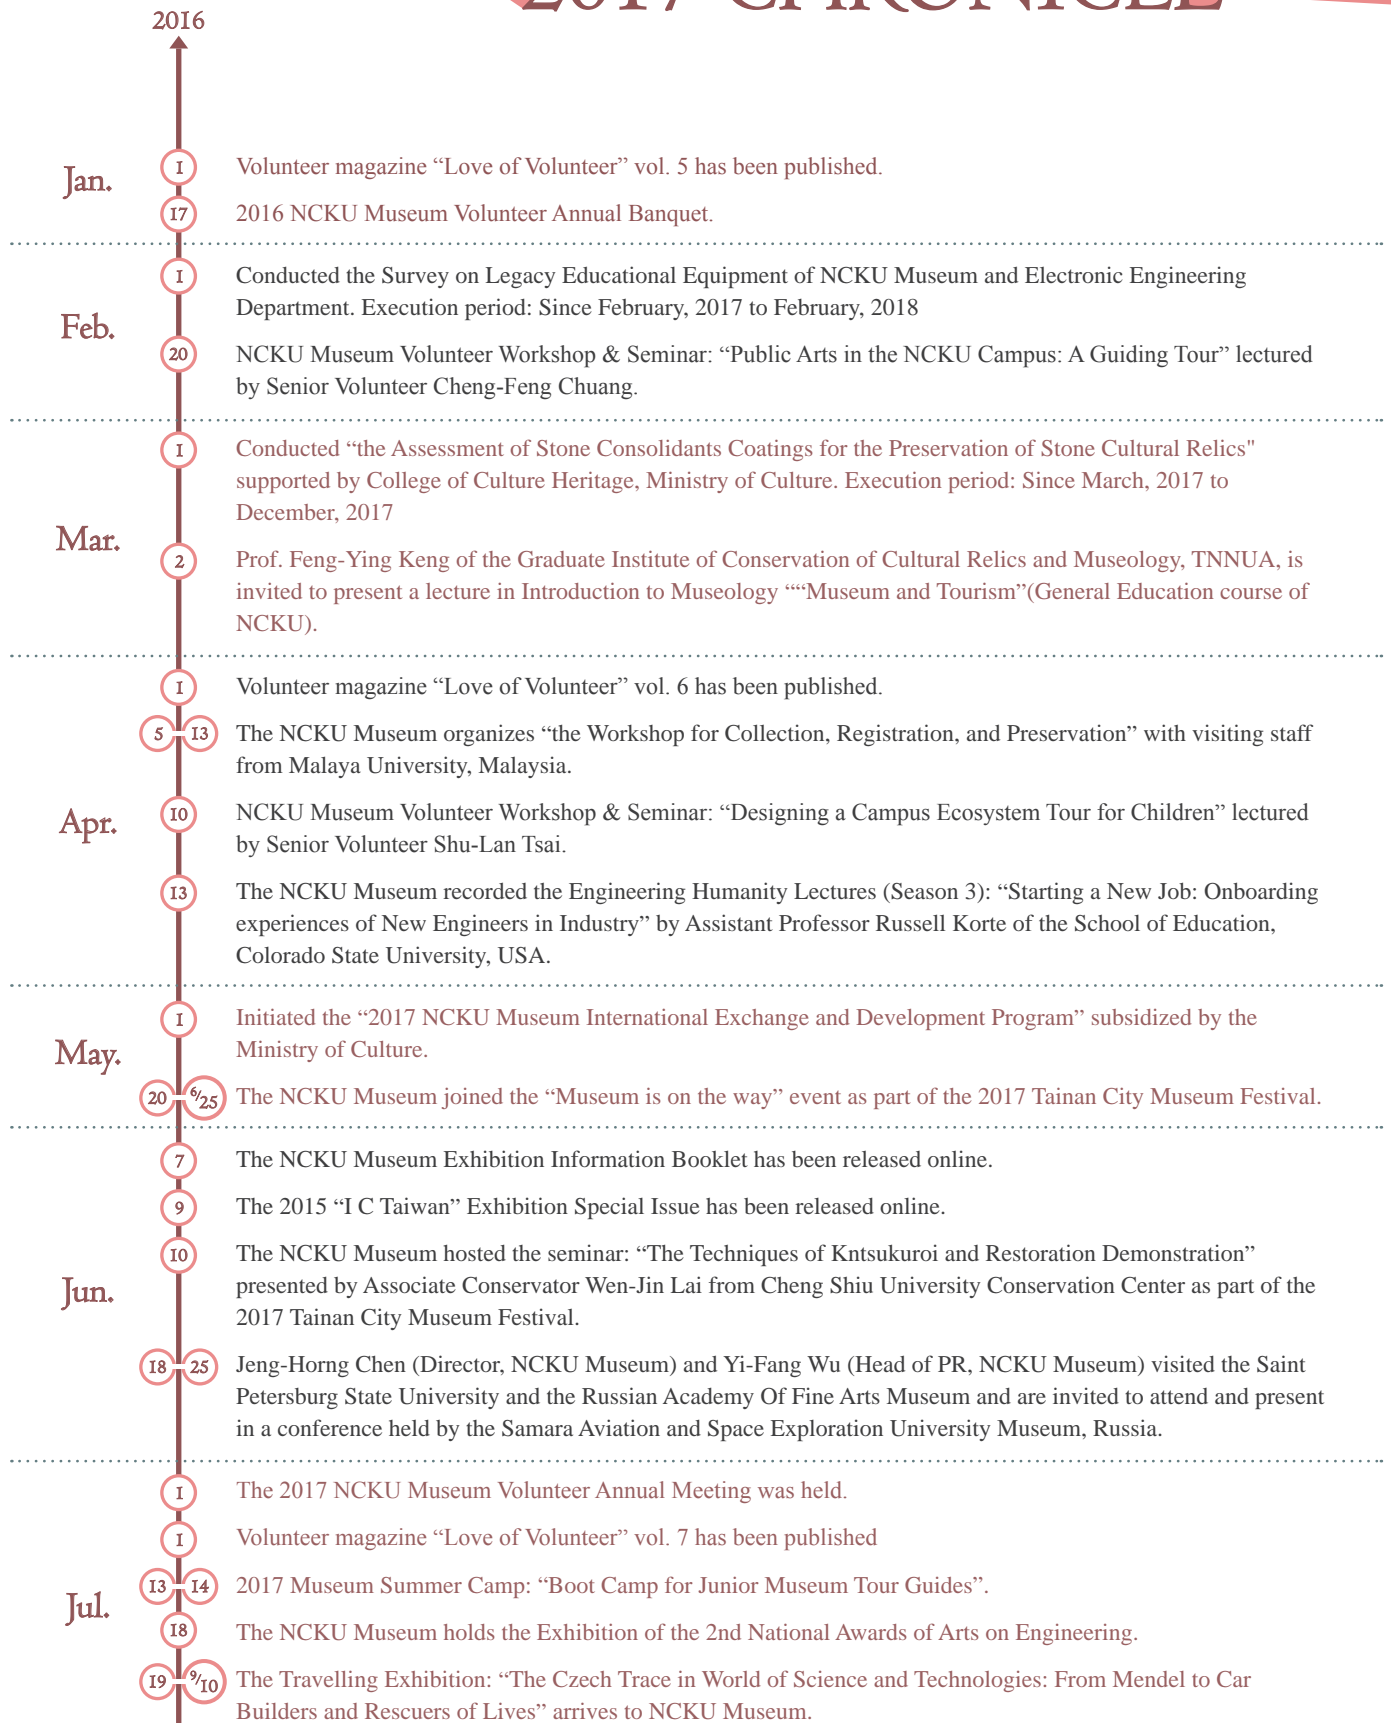 2017 CHRONICLE
2016
Jan.
1 Volunteer magazine “Love of Volunteer” vol. 5 has been published.
17 2016 NCKU Museum Volunteer Annual Banquet.
Feb.
1 Conducted the Survey on Legacy Educational Equipment of NCKU Museum and Electronic Engineering
Department. Execution period: Since February, 2017 to February, 2018
20 NCKU Museum Volunteer Workshop & Seminar: “Public Arts in the NCKU Campus: A Guiding Tour” lectured
by Senior Volunteer Cheng-Feng Chuang.
Mar.
1 Conducted “the Assessment of Stone Consolidants Coatings for the Preservation of Stone Cultural Relics"
supported by College of Culture Heritage, Ministry of Culture. Execution period: Since March, 2017 to
December, 2017
2 Prof. Feng-Ying Keng of the Graduate Institute of Conservation of Cultural Relics and Museology, TNNUA, is
invited to present a lecture in Introduction to Museology ““Museum and Tourism”(General Education course of
NCKU).
Apr.
1 Volunteer magazine “Love of Volunteer” vol. 6 has been published.
5 13 The NCKU Museum organizes “the Workshop for Collection, Registration, and Preservation” with visiting staff
from Malaya University, Malaysia.
10 NCKU Museum Volunteer Workshop & Seminar: “Designing a Campus Ecosystem Tour for Children” lectured
by Senior Volunteer Shu-Lan Tsai.
13 The NCKU Museum recorded the Engineering Humanity Lectures (Season 3): “Starting a New Job: Onboarding
experiences of New Engineers in Industry” by Assistant Professor Russell Korte of the School of Education,
Colorado State University, USA.
May.
1 Initiated the “2017 NCKU Museum International Exchange and Development Program” subsidized by the
Ministry of Culture.
20 6/25 The NCKU Museum joined the “Museum is on the way” event as part of the 2017 Tainan City Museum Festival.
Jun.
7 The NCKU Museum Exhibition Information Booklet has been released online.
9 The 2015 “I C Taiwan” Exhibition Special Issue has been released online.
10 The NCKU Museum hosted the seminar: “The Techniques of Kntsukuroi and Restoration Demonstration”
presented by Associate Conservator Wen-Jin Lai from Cheng Shiu University Conservation Center as part of the
2017 Tainan City Museum Festival.
18 25 Jeng-Horng Chen (Director, NCKU Museum) and Yi-Fang Wu (Head of PR, NCKU Museum) visited the Saint
Petersburg State University and the Russian Academy Of Fine Arts Museum and are invited to attend and present
in a conference held by the Samara Aviation and Space Exploration University Museum, Russia.
Jul.
1 The 2017 NCKU Museum Volunteer Annual Meeting was held.
1 Volunteer magazine “Love of Volunteer” vol. 7 has been published
13 14 2017 Museum Summer Camp: “Boot Camp for Junior Museum Tour Guides”.
18 The NCKU Museum holds the Exhibition of the 2nd National Awards of Arts on Engineering.
19 9/10 The Travelling Exhibition: “The Czech Trace in World of Science and Technologies: From Mendel to Car
Builders and Rescuers of Lives” arrives to NCKU Museum.